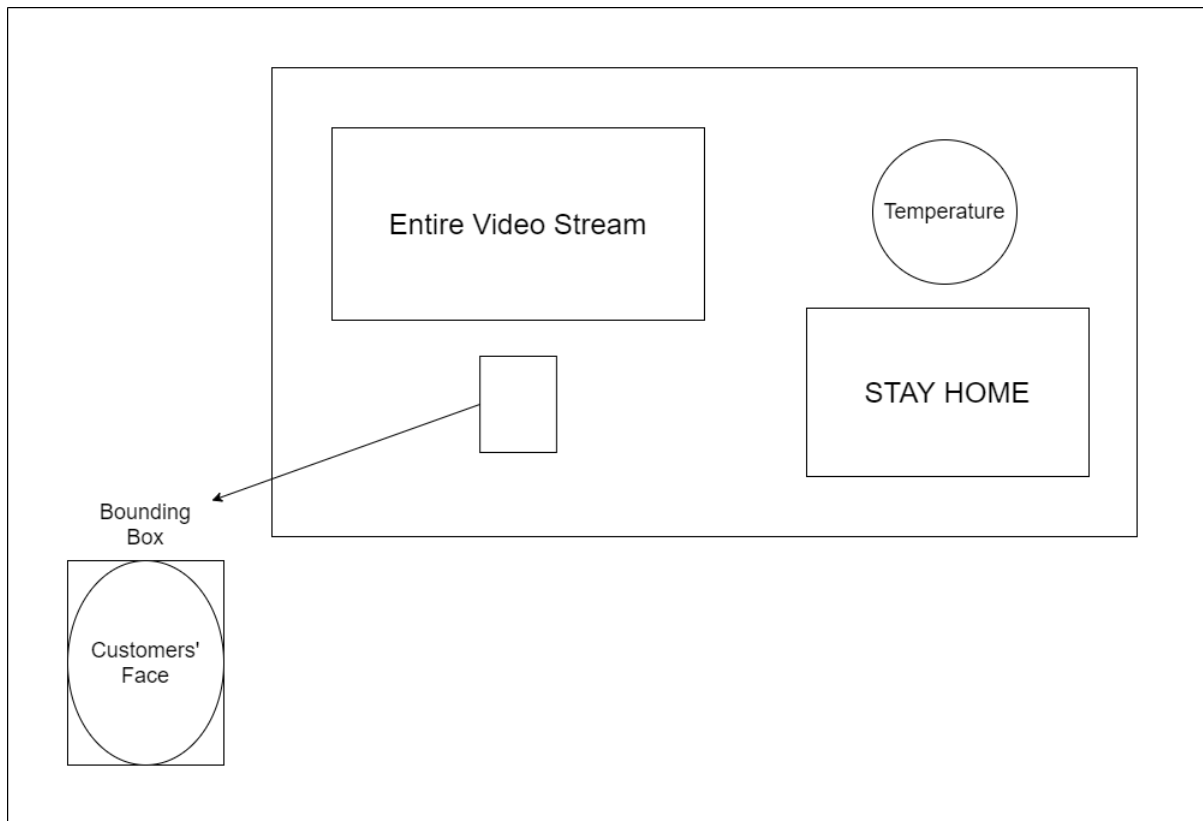 Entire Video Stream
Temperature
STAY HOME
Bounding
Box
Customers'
Face